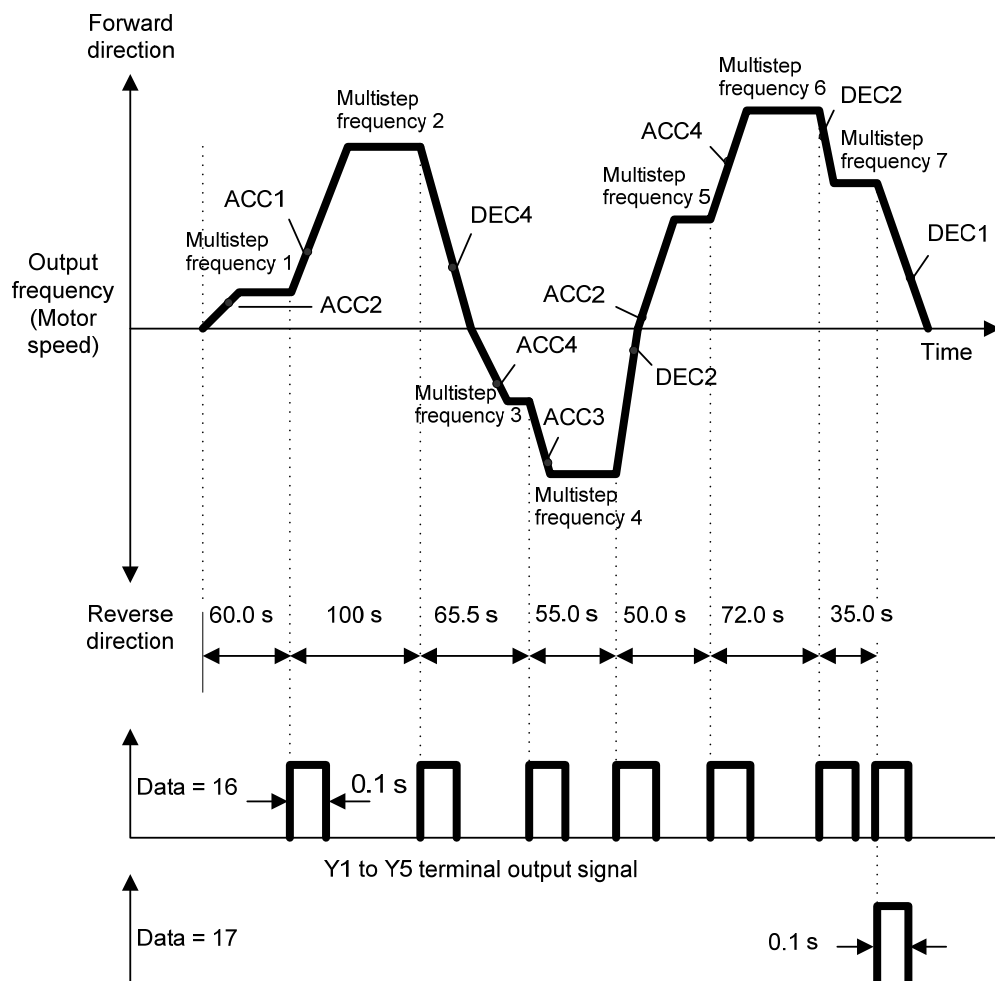 Forward
direction
Multistep
frequency 2
Multistep
frequency 6
DEC2
ACC4
Multistep
frequency 7
Multistep
frequency 5
ACC1
DEC4
Multistep
frequency 1
DEC1
Output
frequency
(Motor
speed)
ACC2
ACC2
ACC4
Time
DEC2
Multistep
frequency 3
ACC3
Multistep
frequency 4
Reverse
direction
60.0 s
100 s
65.5 s
55.0 s
50.0 s
72.0 s
35.0 s
Data = 16
0.1 s
Y1 to Y5 terminal output signal
Data = 17
0.1 s